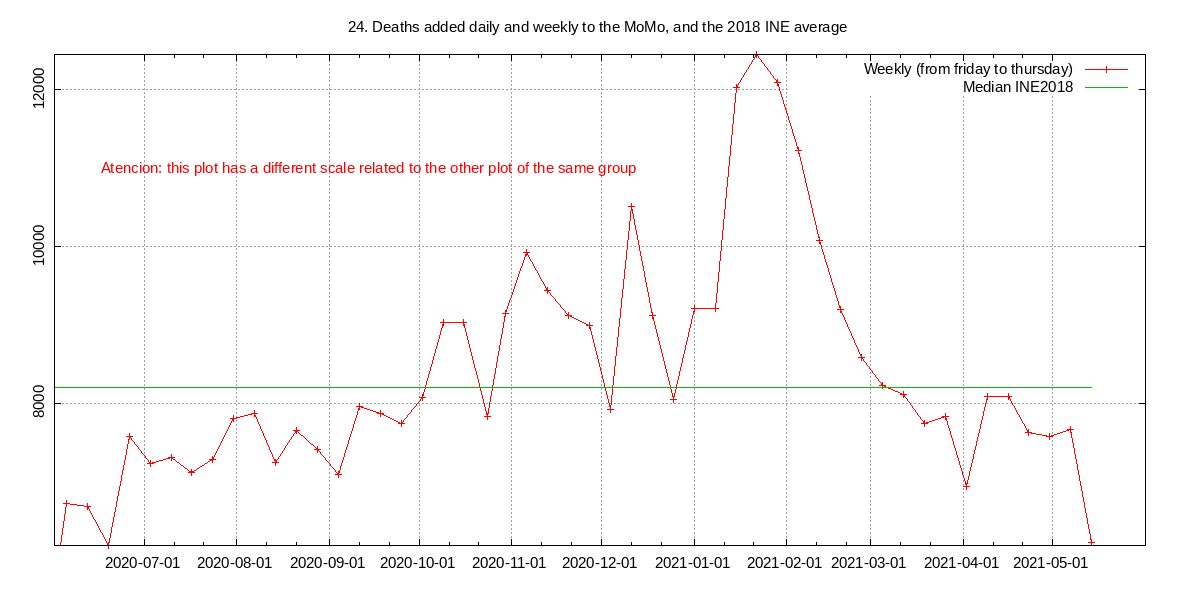 24. Deaths added daily and weekly to the MoMo, and the 2018 INE average
Weekly (from friday to thursday)
Median INE2018
12000
Atencion: this plot has a different scale related to the other plot of the same group
10000
8000
2020-07-01 2020-08-01 2020-09-01 2020-10-01 2020-11-01 2020-12-01 2021-01-01 2021-02-01 2021-03-01 2021-04-01 2021-05-01